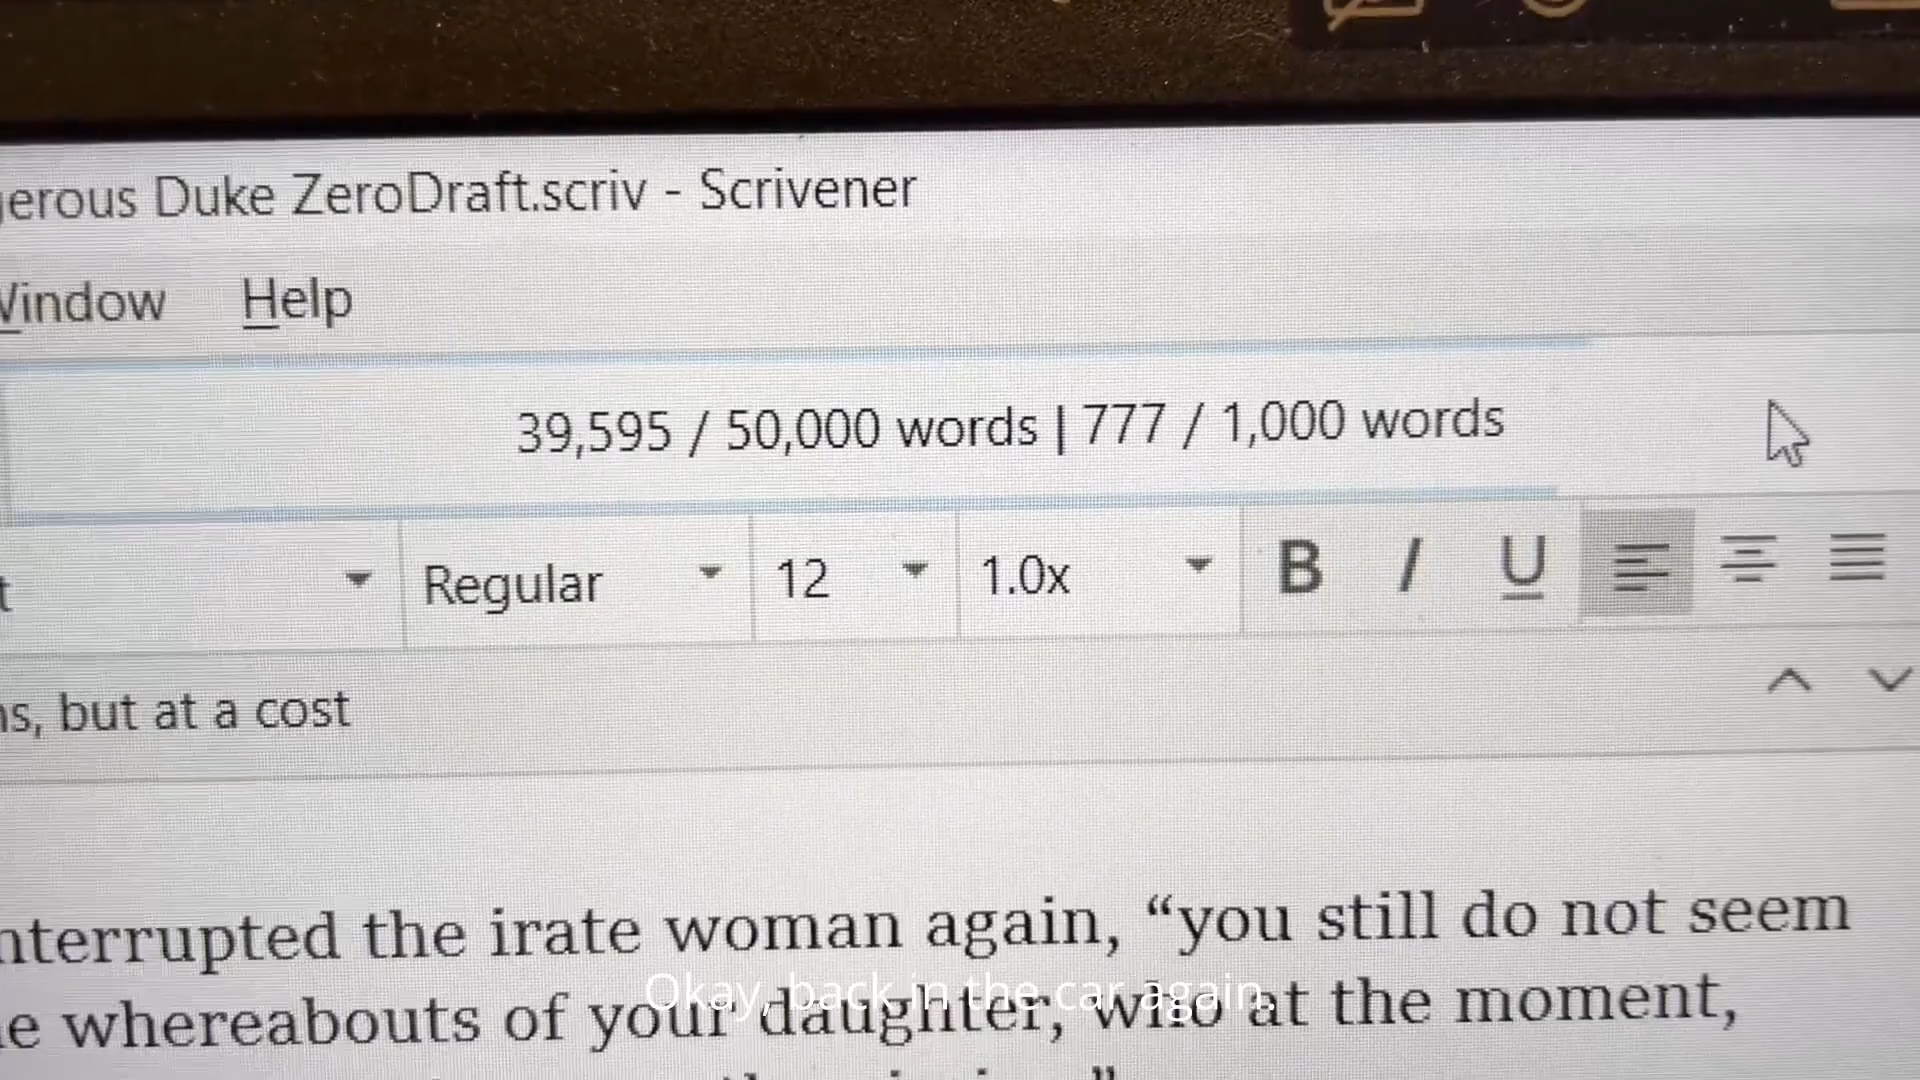 gerous Duke ZeroDraft.scriv - Scrivener
Window Help
39,595 / 50,000 words | 777 / 1,000 words
t Regular 12 1.0x B I U
ns, but at a cost
nterrupted the irate woman again, “you still do not seem
e whereabouts of your daughter, who at the moment,
Okay, back in the car again.